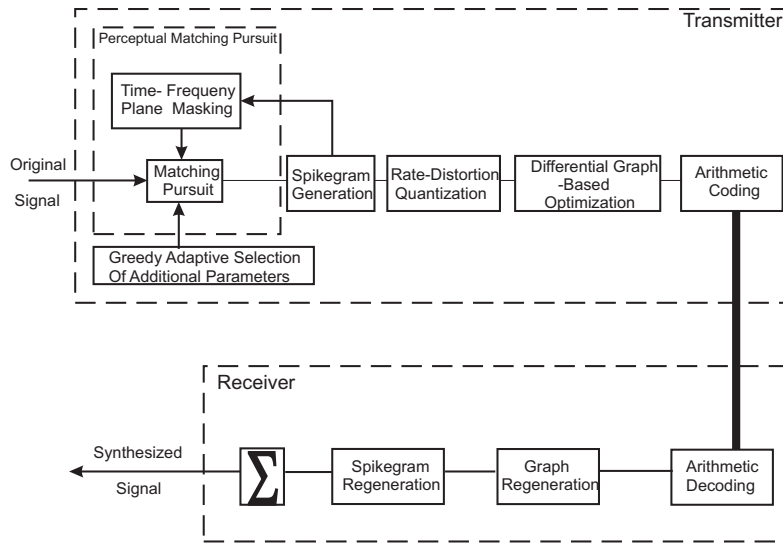 Transmitter
Perceptual Matching Pursuit
Time- Frequeny
Plane Masking
Original
Signal
Matching
Pursuit
Spikegram
Generation
Rate-Distortion
Quantization
Differential Graph
-Based
Optimization
Arithmetic
Coding
Greedy Adaptive Selection
Of Additional Parameters
Receiver
Synthesized
Signal
Σ
Spikegram
Regeneration
Graph
Regeneration
Arithmetic
Decoding